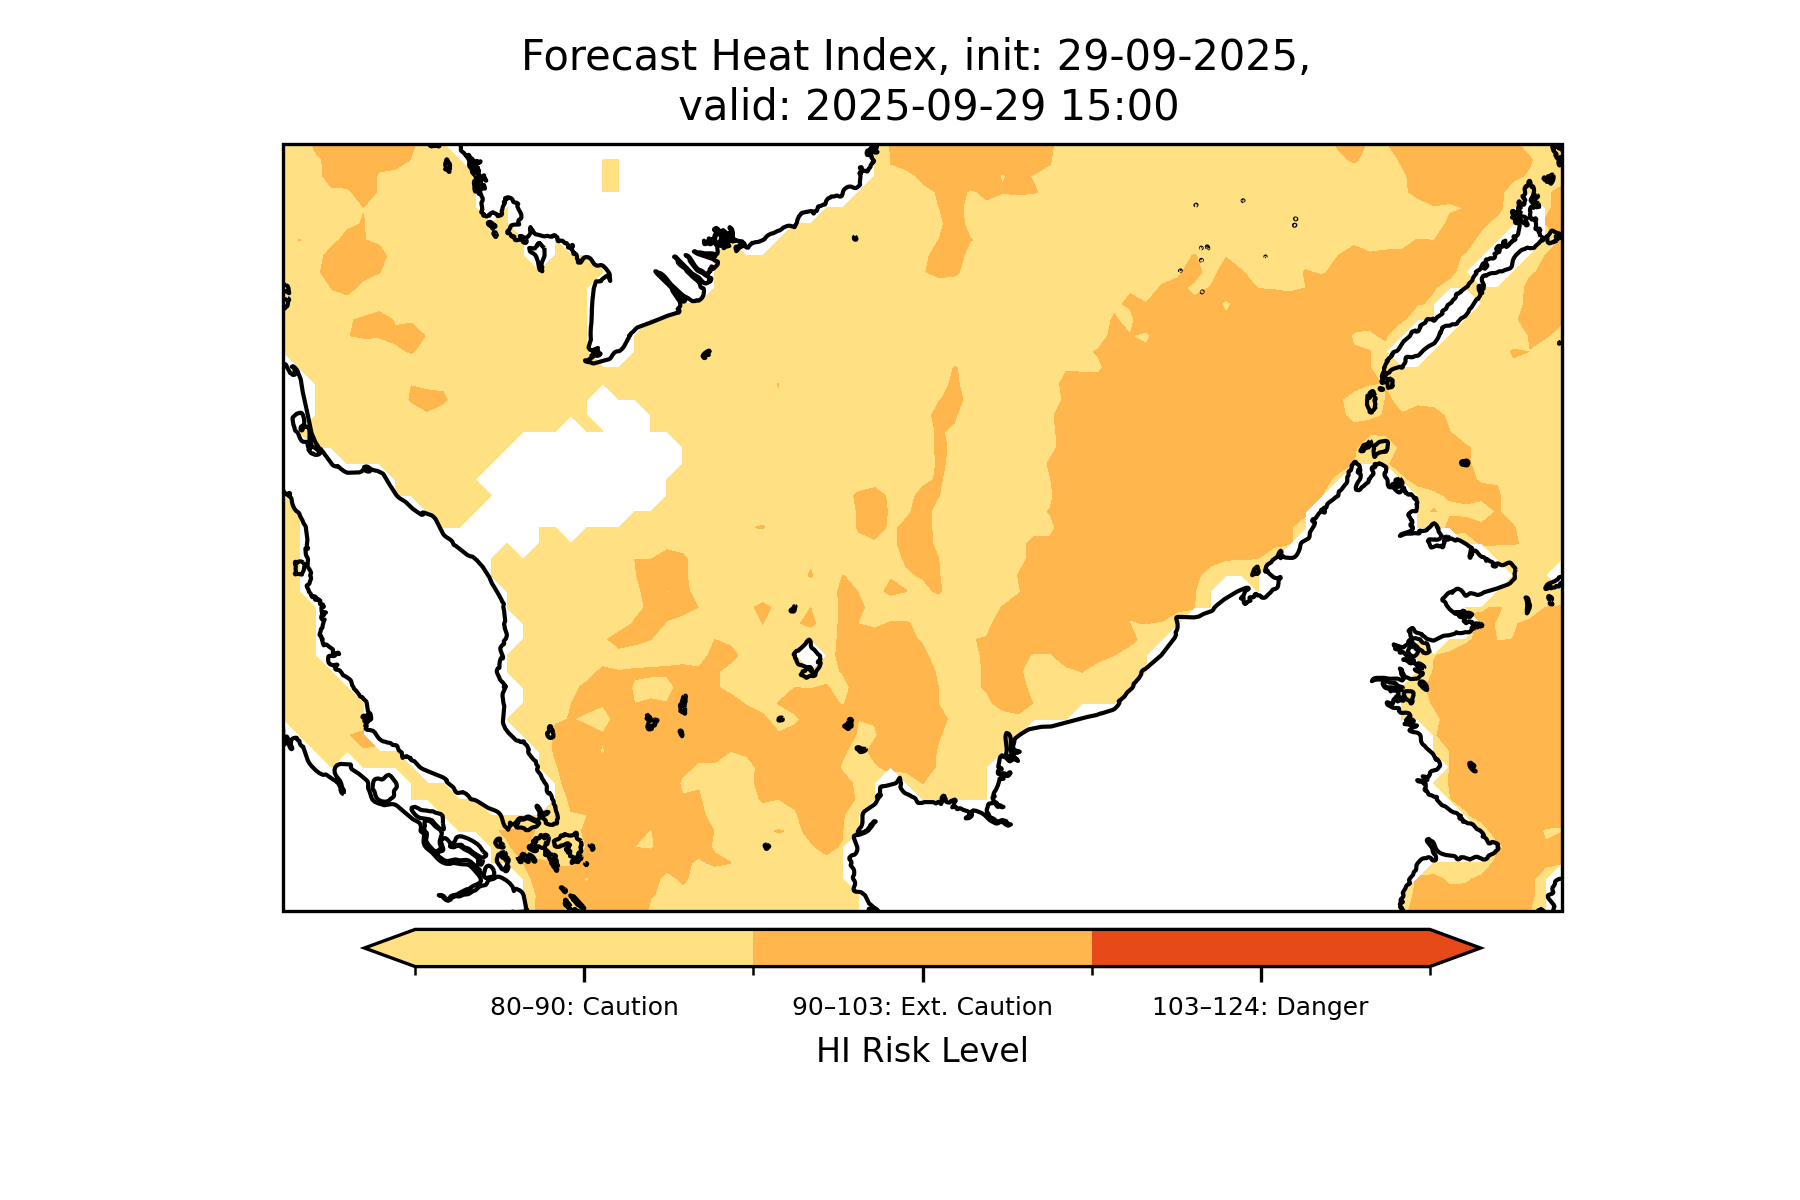 Forecast Heat Index, init: 29-09-2025,
valid: 2025-09-29 15:00
80–90: Caution
90–103: Ext. Caution
103–124: Danger
HI Risk Level